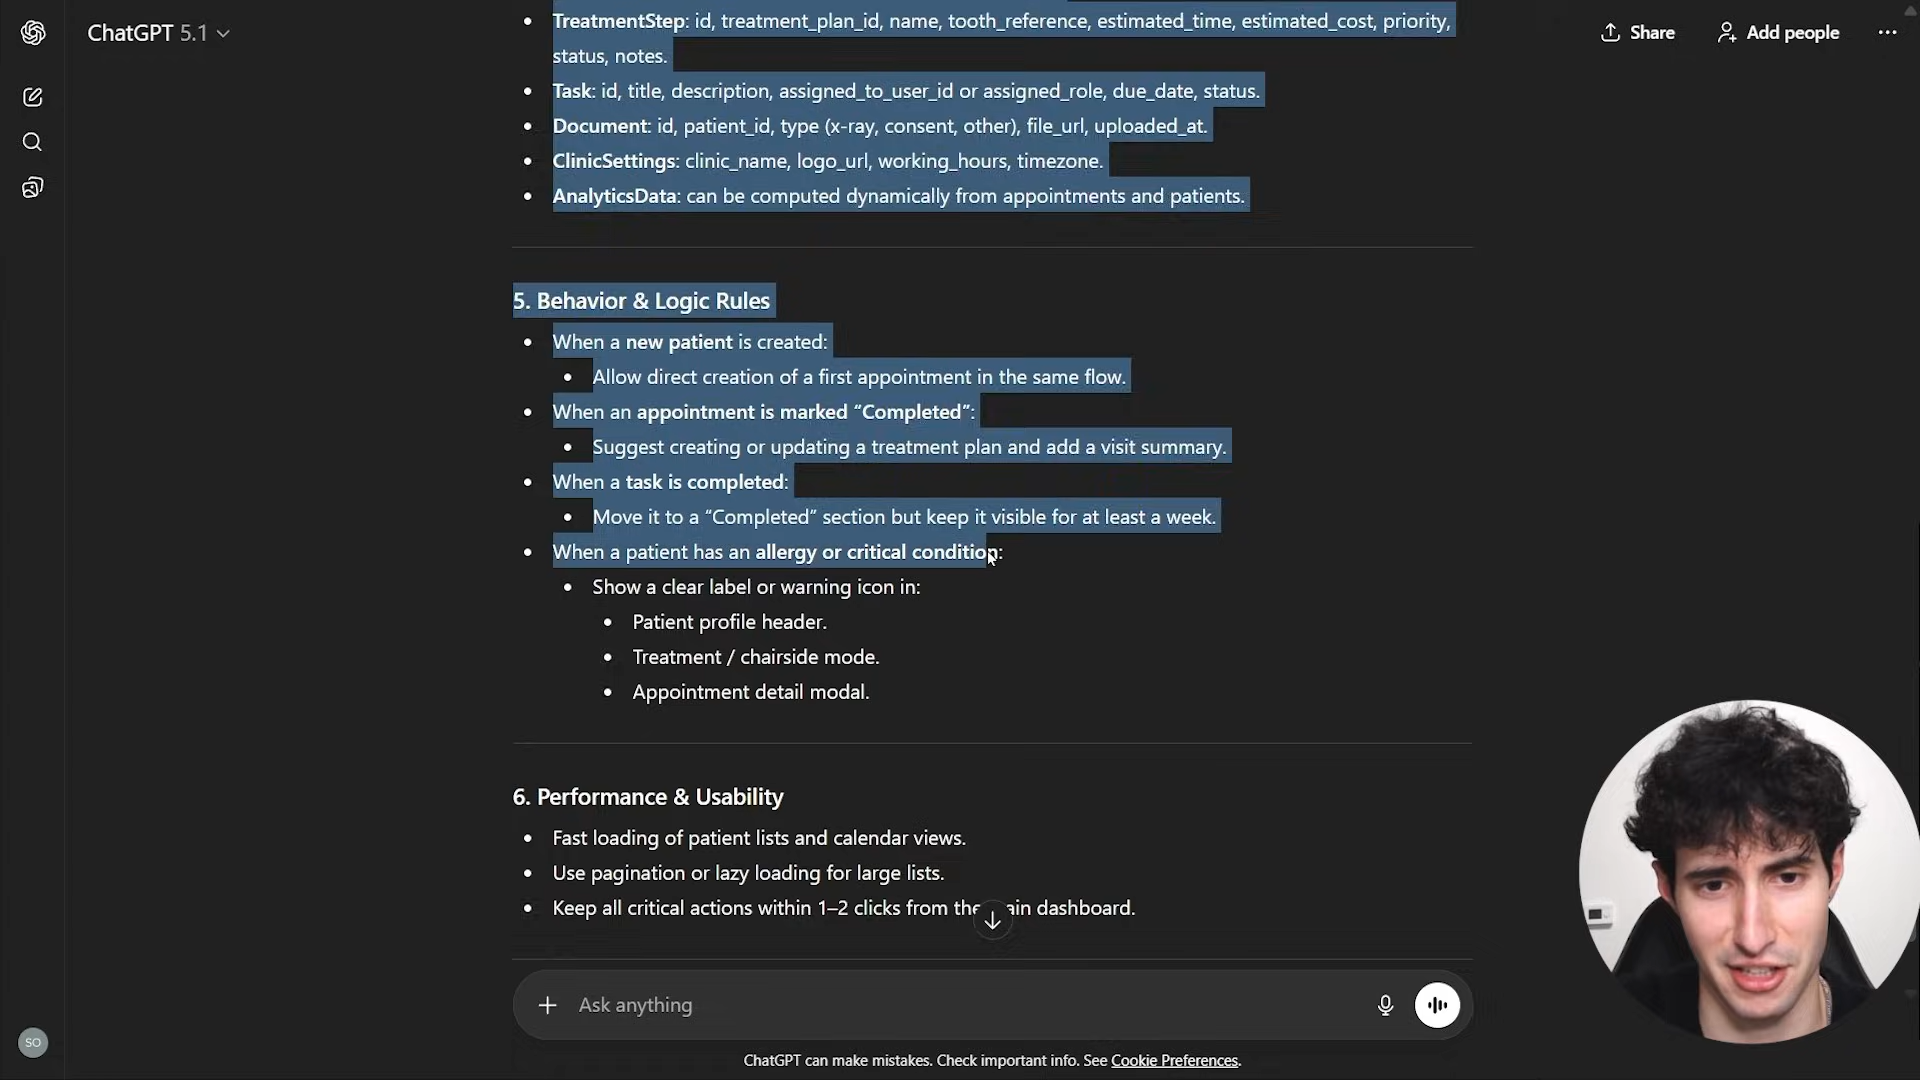 ChatGPT 5.1
Share
Add people
TreatmentStep: id, treatment_plan_id, name, tooth_reference, estimated_time, estimated_cost, priority,
status, notes.
Task: id, title, description, assigned_to_user_id or assigned_role, due_date, status.
Document: id, patient_id, type (x-ray, consent, other), file_url, uploaded_at.
ClinicSettings: clinic_name, logo_url, working_hours, timezone.
AnalyticsData: can be computed dynamically from appointments and patients.
5. Behavior & Logic Rules
When a new patient is created:
Allow direct creation of a first appointment in the same flow.
When an appointment is marked “Completed”:
Suggest creating or updating a treatment plan and add a visit summary.
When a task is completed:
Move it to a “Completed” section but keep it visible for at least a week.
When a patient has an allergy or critical condition:
Show a clear label or warning icon in:
Patient profile header.
Treatment / chairside mode.
Appointment detail modal.
6. Performance & Usability
Fast loading of patient lists and calendar views.
Use pagination or lazy loading for large lists.
Keep all critical actions within 1–2 clicks from the main dashboard.
Ask anything
SO
ChatGPT can make mistakes. Check important info. See Cookie Preferences.